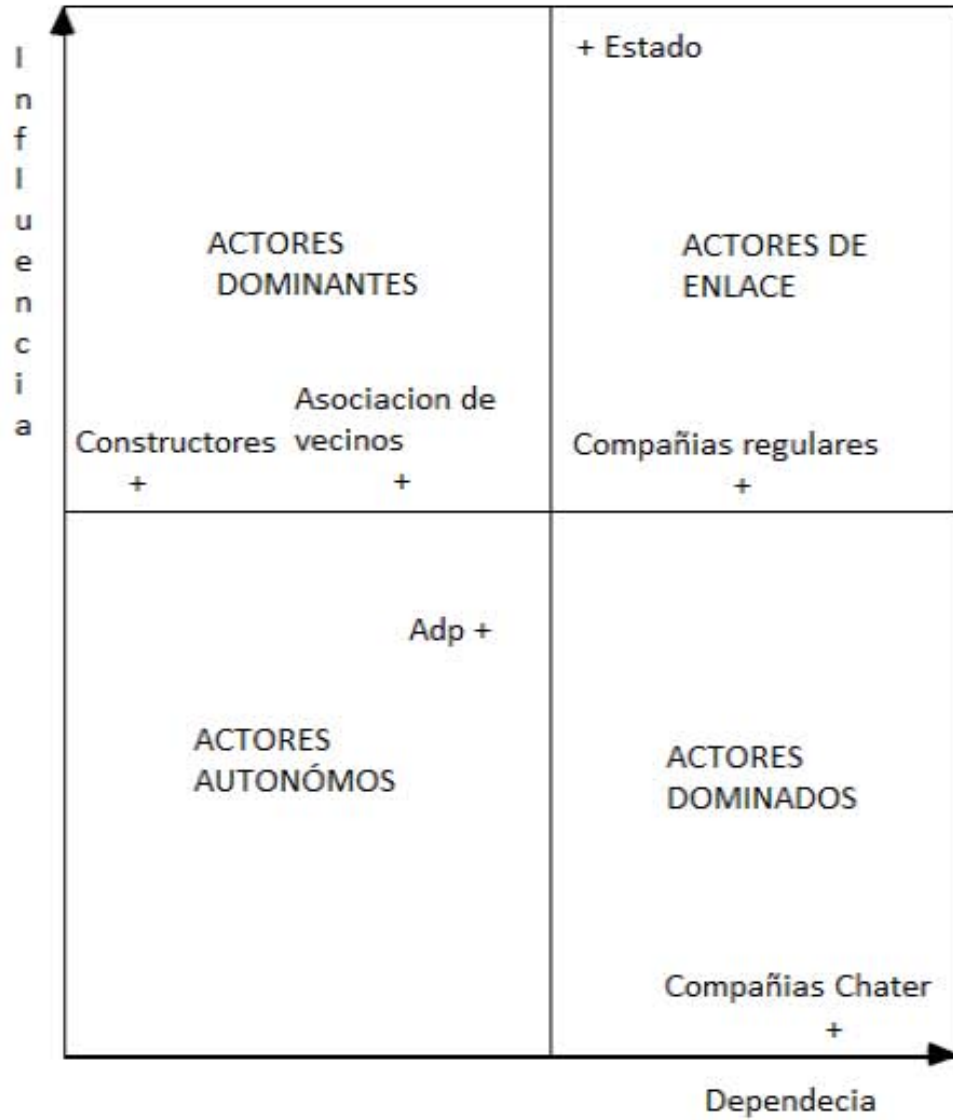 Influencia
+ Estado
ACTORES
DOMINANTES
ACTORES DE
ENLACE
Asociacion de
vecinos
+
Constructores
+
Compañias regulares
+
Adp +
ACTORES
AUTONÓMOS
ACTORES
DOMINADOS
Compañias Chater
+
Dependecia